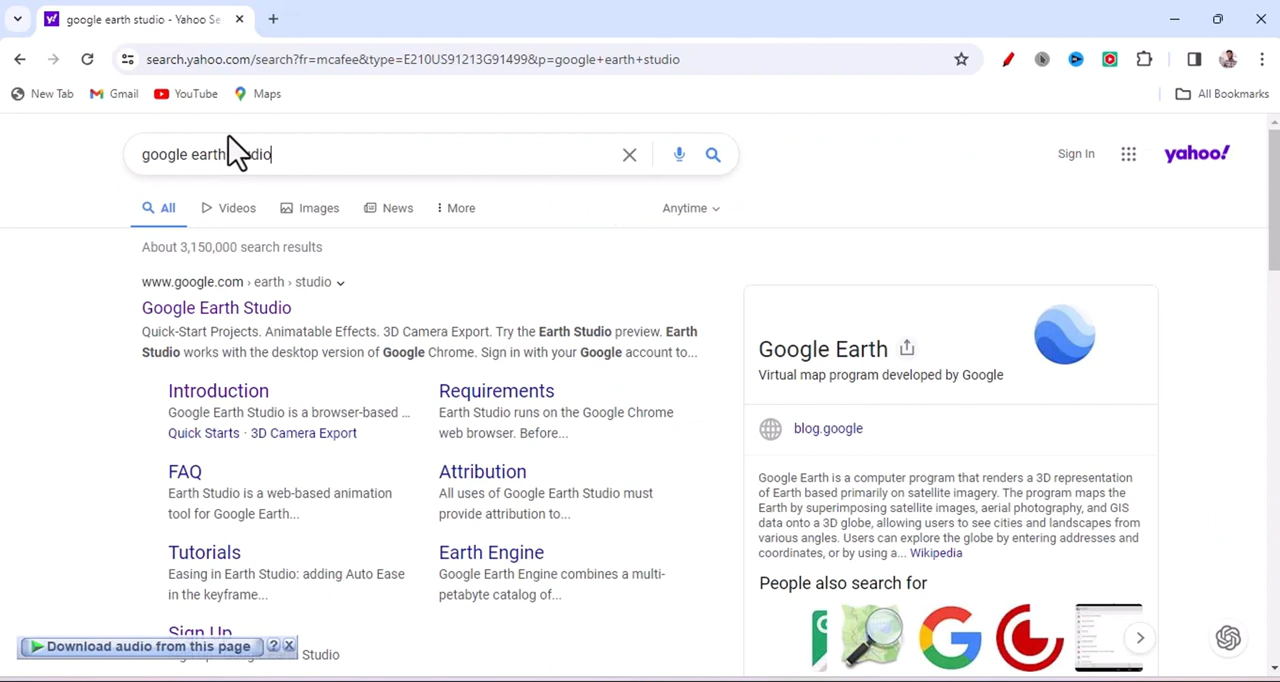 google earth studio - Yahoo Se
search.yahoo.com/search?fr=mcafee&type=E210US91213G91499&p=google+earth+studio
New Tab
Gmail
YouTube
Maps
All Bookmarks
google earth dio
Sign In
yahoo!
All
Videos
Images
News
More
Anytime
About 3,150,000 search results
www.google.com › earth › studio
Google Earth Studio
Quick-Start Projects. Animatable Effects. 3D Camera Export. Try the Earth Studio preview. Earth
Studio works with the desktop version of Google Chrome. Sign in with your Google account to...
Introduction
Google Earth Studio is a browser-based ...
Quick Starts · 3D Camera Export
Requirements
Earth Studio runs on the Google Chrome
web browser. Before...
FAQ
Earth Studio is a web-based animation
tool for Google Earth...
Attribution
All uses of Google Earth Studio must
provide attribution to...
Tutorials
Easing in Earth Studio: adding Auto Ease
in the keyframe...
Earth Engine
Google Earth Engine combines a multi-
petabyte catalog of...
Sign Up
Studio
Download audio from this page
Google Earth
Virtual map program developed by Google
blog.google
Google Earth is a computer program that renders a 3D representation
of Earth based primarily on satellite imagery. The program maps the
Earth by superimposing satellite images, aerial photography, and GIS
data onto a 3D globe, allowing users to see cities and landscapes from
various angles. Users can explore the globe by entering addresses and
coordinates, or by using a... Wikipedia
People also search for